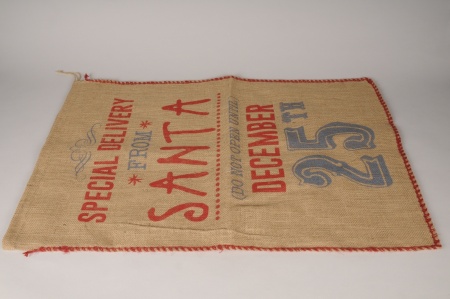 SPECIAL DELIVERY
*FROM*
SANTA
(DO NOT OPEN UNTIL)
DECEMBER
25TH